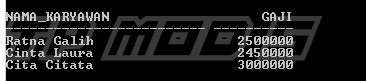 NAMA_KARYAWAN GAJI
------------------------- ----------
Ratna Galih 2500000
Cinta Laura 2450000
Cita Citata 3000000